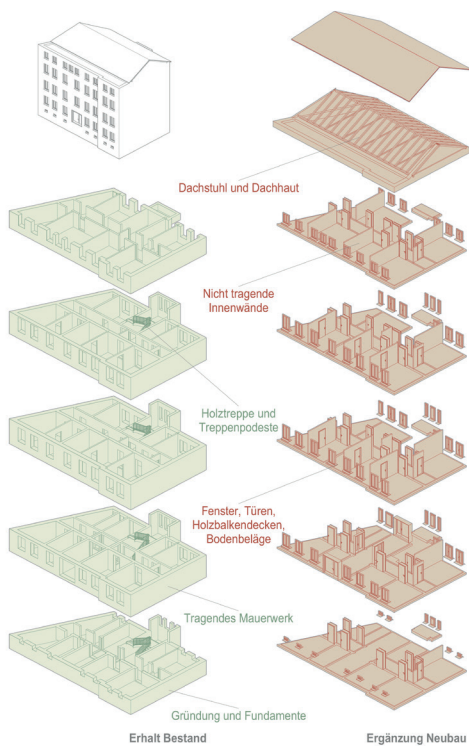 Dachstuhl und Dachhaut
Nicht tragende
Innenwände
Holztreppe und
Treppenpodeste
Fenster, Türen,
Holzbalkendecken,
Bodenbeläge
Tragendes Mauerwerk
Gründung und Fundamente
Erhalt Bestand
Ergänzung Neubau